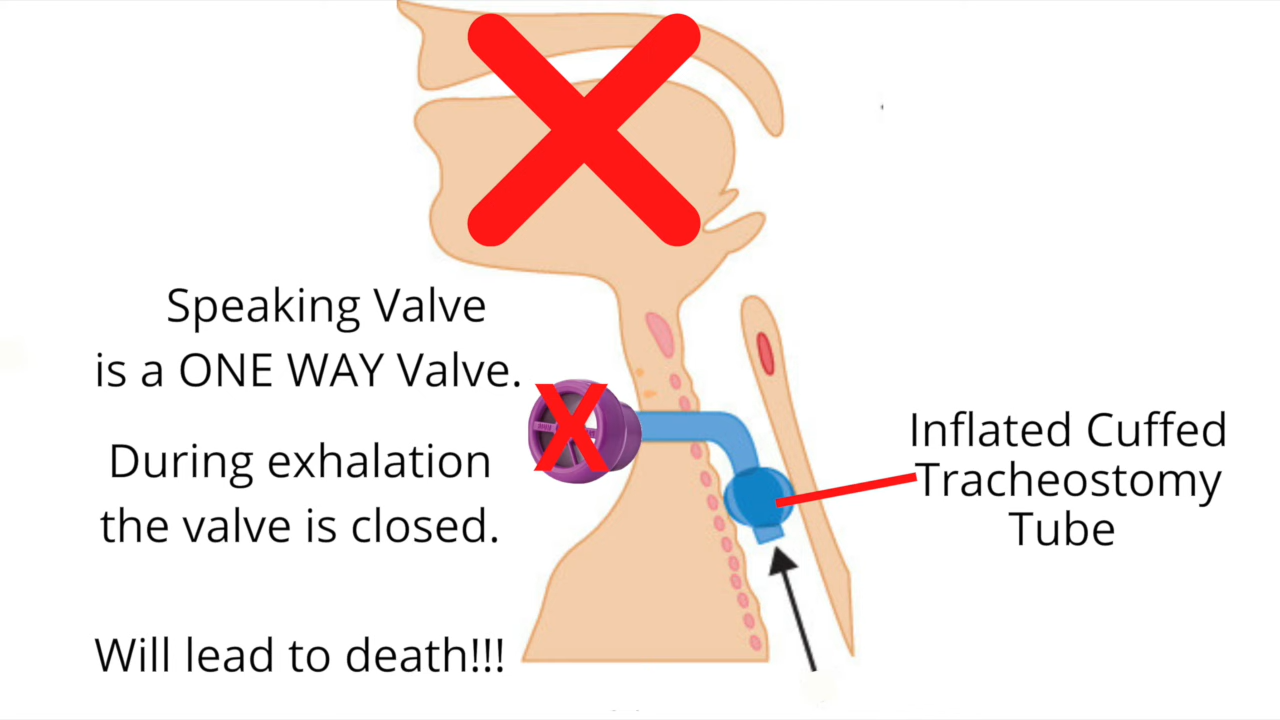 Speaking Valve
is a ONE WAY Valve.
During exhalation
the valve is closed.
Will lead to death!!!
Inflated Cuffed
Tracheostomy
Tube